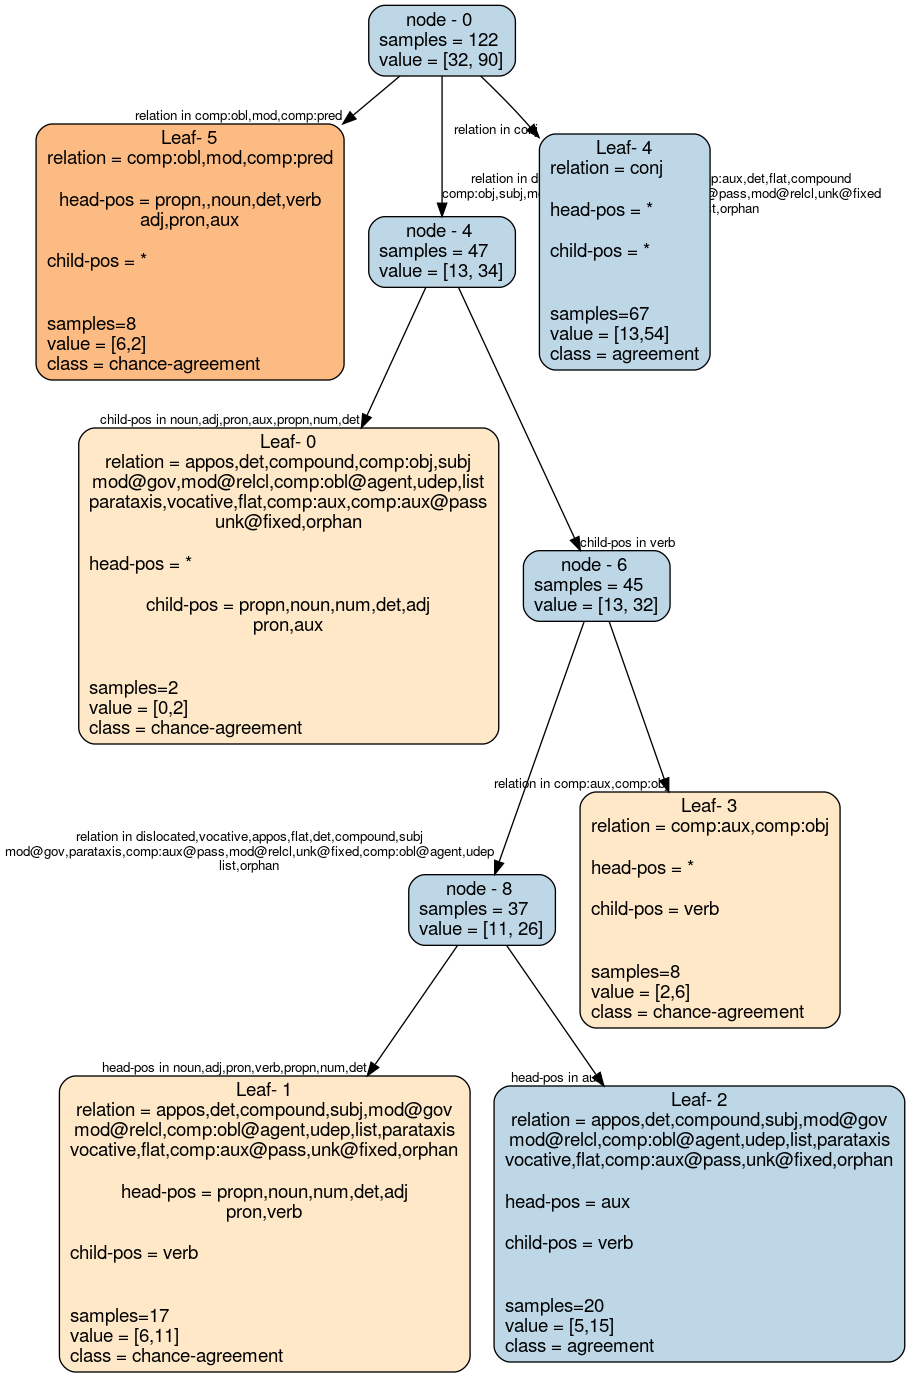 node - 0
samples = 122
value = [32, 90]
relation in comp:obl,mod,comp:pred
Leaf- 5
relation = comp:obl,mod,comp:pred
head-pos = propn,,noun,det,verb
adj,pron,aux
child-pos = *
samples=8
value = [6,2]
class = chance-agreement
relation in conj
Leaf- 4
relation = conj
head-pos = *
child-pos = *
samples=67
value = [13,54]
class = agreement
relation in
comp:aux,det,flat,compound
comp:obj,subj,
mod@relcl,unk@fixed
orphan
node - 4
samples = 47
value = [13, 34]
child-pos in noun,adj,pron,aux,propn,num,det
Leaf- 0
relation = appos,det,compound,comp:obj,subj
mod@gov,mod@relcl,comp:obl@agent,udep,list
parataxis,vocative,flat,comp:aux,comp:aux@pass
unk@fixed,orphan
head-pos = *
child-pos = propn,noun,num,det,adj
pron,aux
samples=2
value = [0,2]
class = chance-agreement
child-pos in verb
node - 6
samples = 45
value = [13, 32]
relation in comp:aux,comp:obj
Leaf- 3
relation = comp:aux,comp:obj
head-pos = *
child-pos = verb
samples=8
value = [2,6]
class = chance-agreement
relation in dislocated,vocative,appos,flat,det,compound,subj
mod@gov,parataxis,comp:aux@pass,mod@relcl,unk@fixed,comp:obl@agent,udep
list,orphan
node - 8
samples = 37
value = [11, 26]
head-pos in noun,adj,pron,verb,propn,num,det
Leaf- 1
relation = appos,det,compound,subj,mod@gov
mod@relcl,comp:obl@agent,udep,list,parataxis
vocative,flat,comp:aux@pass,unk@fixed,orphan
head-pos = propn,noun,num,det,adj
pron,verb
child-pos = verb
samples=17
value = [6,11]
class = chance-agreement
head-pos in aux
Leaf- 2
relation = appos,det,compound,subj,mod@gov
mod@relcl,comp:obl@agent,udep,list,parataxis
vocative,flat,comp:aux@pass,unk@fixed,orphan
head-pos = aux
child-pos = verb
samples=20
value = [5,15]
class = agreement